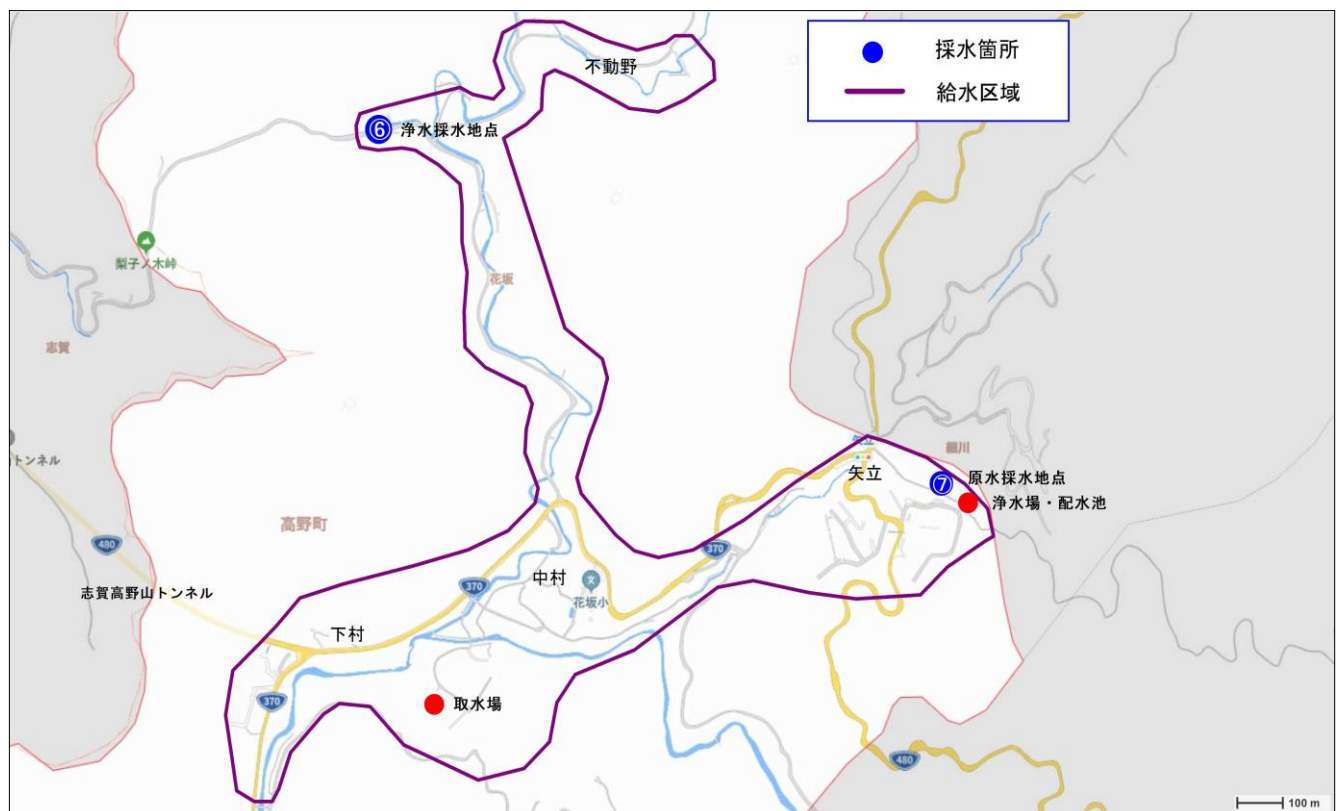 採水箇所
給水区域
不動野
⑥ 浄水採水地点
梨子ノ木峠
花坂
志賀
トンネル
矢立
細川
矢立
⑦ 原水採水地点
浄水場・配水池
高野町
480
370
370
中村
文
花坂小
志賀高野山トンネル
下村
370
取水場
480
100 m